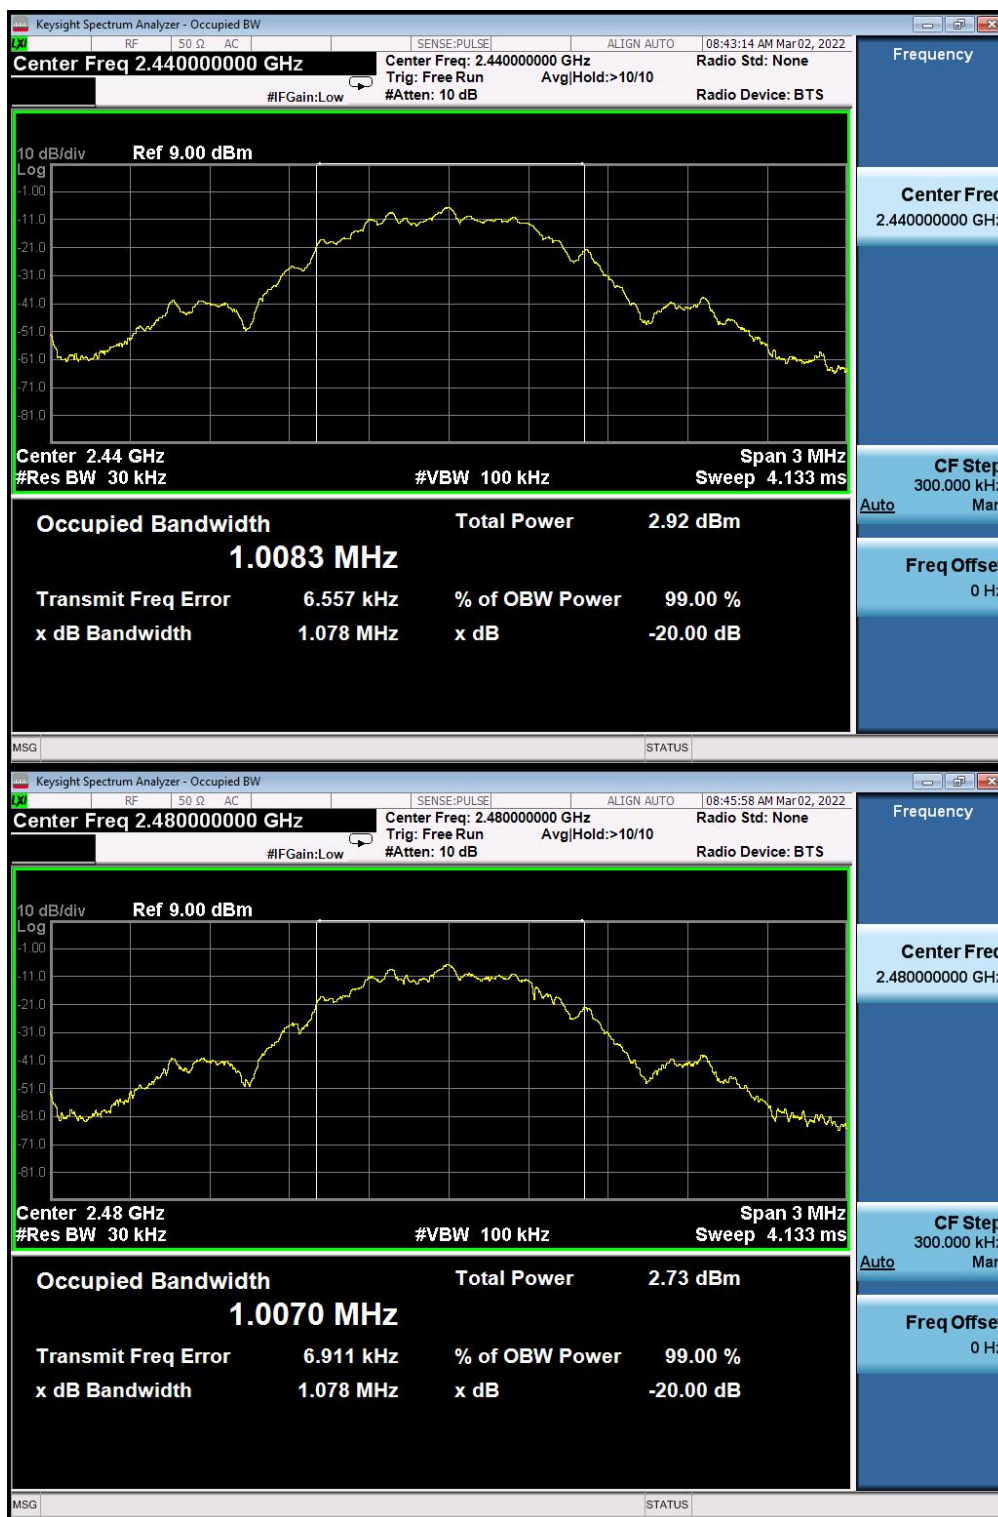 Keysight Spectrum Analyzer - Occupied BW
LXI RF 50 Ω AC SENSE:PULSE ALIGN AUTO 08:43:14 AM Mar 02, 2022
Center Freq 2.440000000 GHz
Center Freq: 2.440000000 GHz Radio Std: None
Trig: Free Run Avg|Hold:>10/10
#IFGain:Low #Atten: 10 dB Radio Device: BTS
Frequency
10 dB/div Ref 9.00 dBm
Log
-1.00
-11.0
-21.0
-31.0
-41.0
-51.0
-61.0
-71.0
-81.0
Center Freq
2.440000000 GHz
Center 2.44 GHz Span 3 MHz
#Res BW 30 kHz #VBW 100 kHz Sweep 4.133 ms
CF Step
300.000 kHz
Auto Man
Occupied Bandwidth Total Power 2.92 dBm
1.0083 MHz
Transmit Freq Error 6.557 kHz % of OBW Power 99.00 %
x dB Bandwidth 1.078 MHz x dB -20.00 dB
Freq Offset
0 Hz
MSG STATUS
Keysight Spectrum Analyzer - Occupied BW
LXI RF 50 Ω AC SENSE:PULSE ALIGN AUTO 08:45:58 AM Mar 02, 2022
Center Freq 2.480000000 GHz
Center Freq: 2.480000000 GHz Radio Std: None
Trig: Free Run Avg|Hold:>10/10
#IFGain:Low #Atten: 10 dB Radio Device: BTS
Frequency
10 dB/div Ref 9.00 dBm
Log
-1.00
-11.0
-21.0
-31.0
-41.0
-51.0
-61.0
-71.0
-81.0
Center Freq
2.480000000 GHz
Center 2.48 GHz Span 3 MHz
#Res BW 30 kHz #VBW 100 kHz Sweep 4.133 ms
CF Step
300.000 kHz
Auto Man
Occupied Bandwidth Total Power 2.73 dBm
1.0070 MHz
Transmit Freq Error 6.911 kHz % of OBW Power 99.00 %
x dB Bandwidth 1.078 MHz x dB -20.00 dB
Freq Offset
0 Hz
MSG STATUS